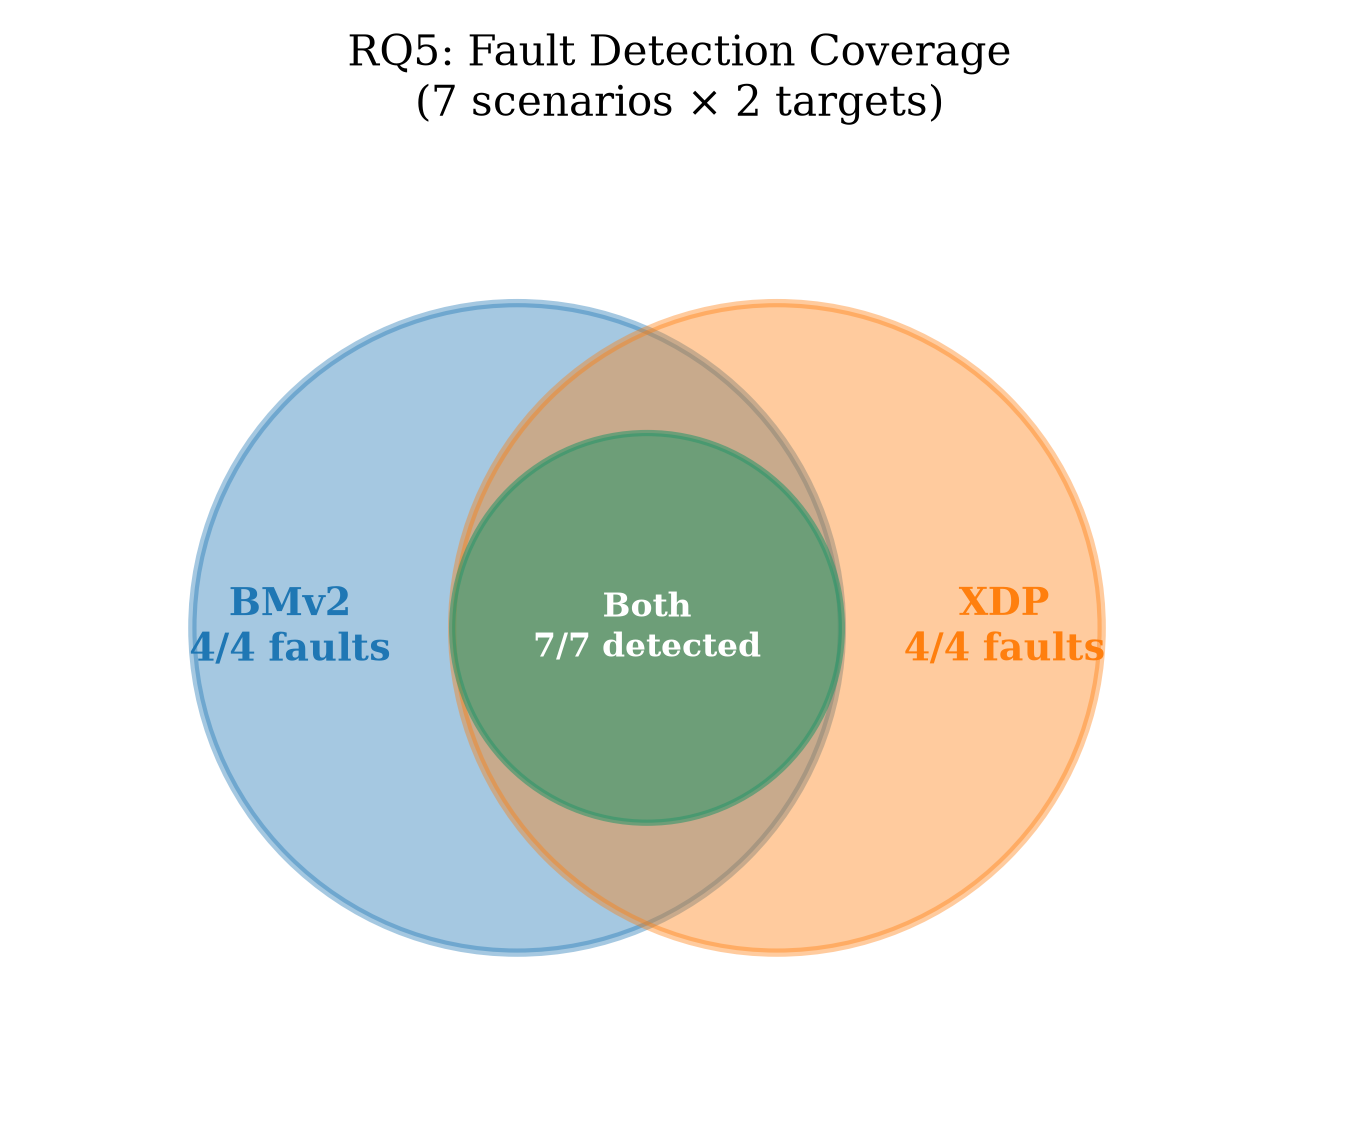 RQ5: Fault Detection Coverage
(7 scenarios × 2 targets)
BMv2
4/4 faults
Both
7/7 detected
XDP
4/4 faults